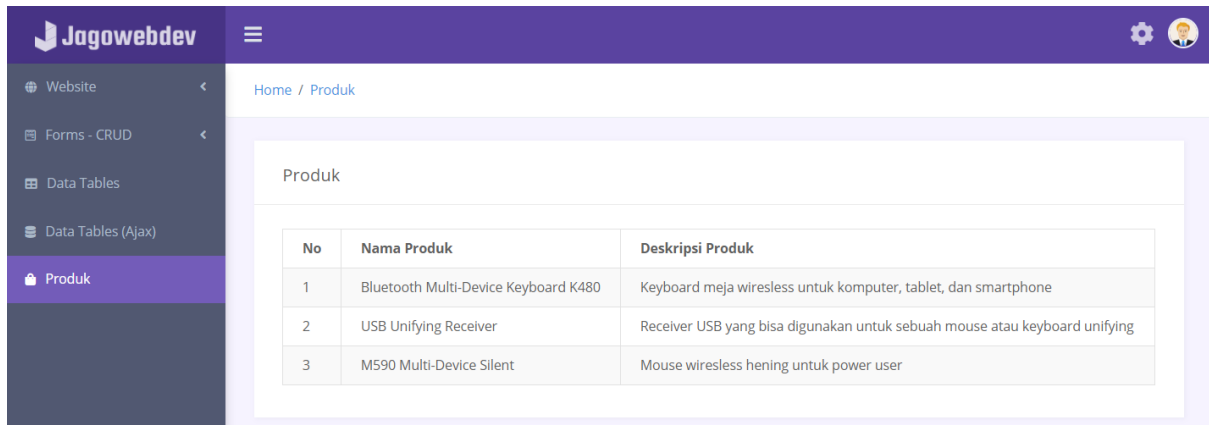 Jagowebdev
Website
Forms - CRUD
Data Tables
Data Tables (Ajax)
Produk
Home / Produk
Produk
No Nama Produk Deskripsi Produk
1 Bluetooth Multi-Device Keyboard K480 Keyboard meja wiresless untuk komputer, tablet, dan smartphone
2 USB Unifying Receiver Receiver USB yang bisa digunakan untuk sebuah mouse atau keyboard unifying
3 M590 Multi-Device Silent Mouse wiresless hening untuk power user